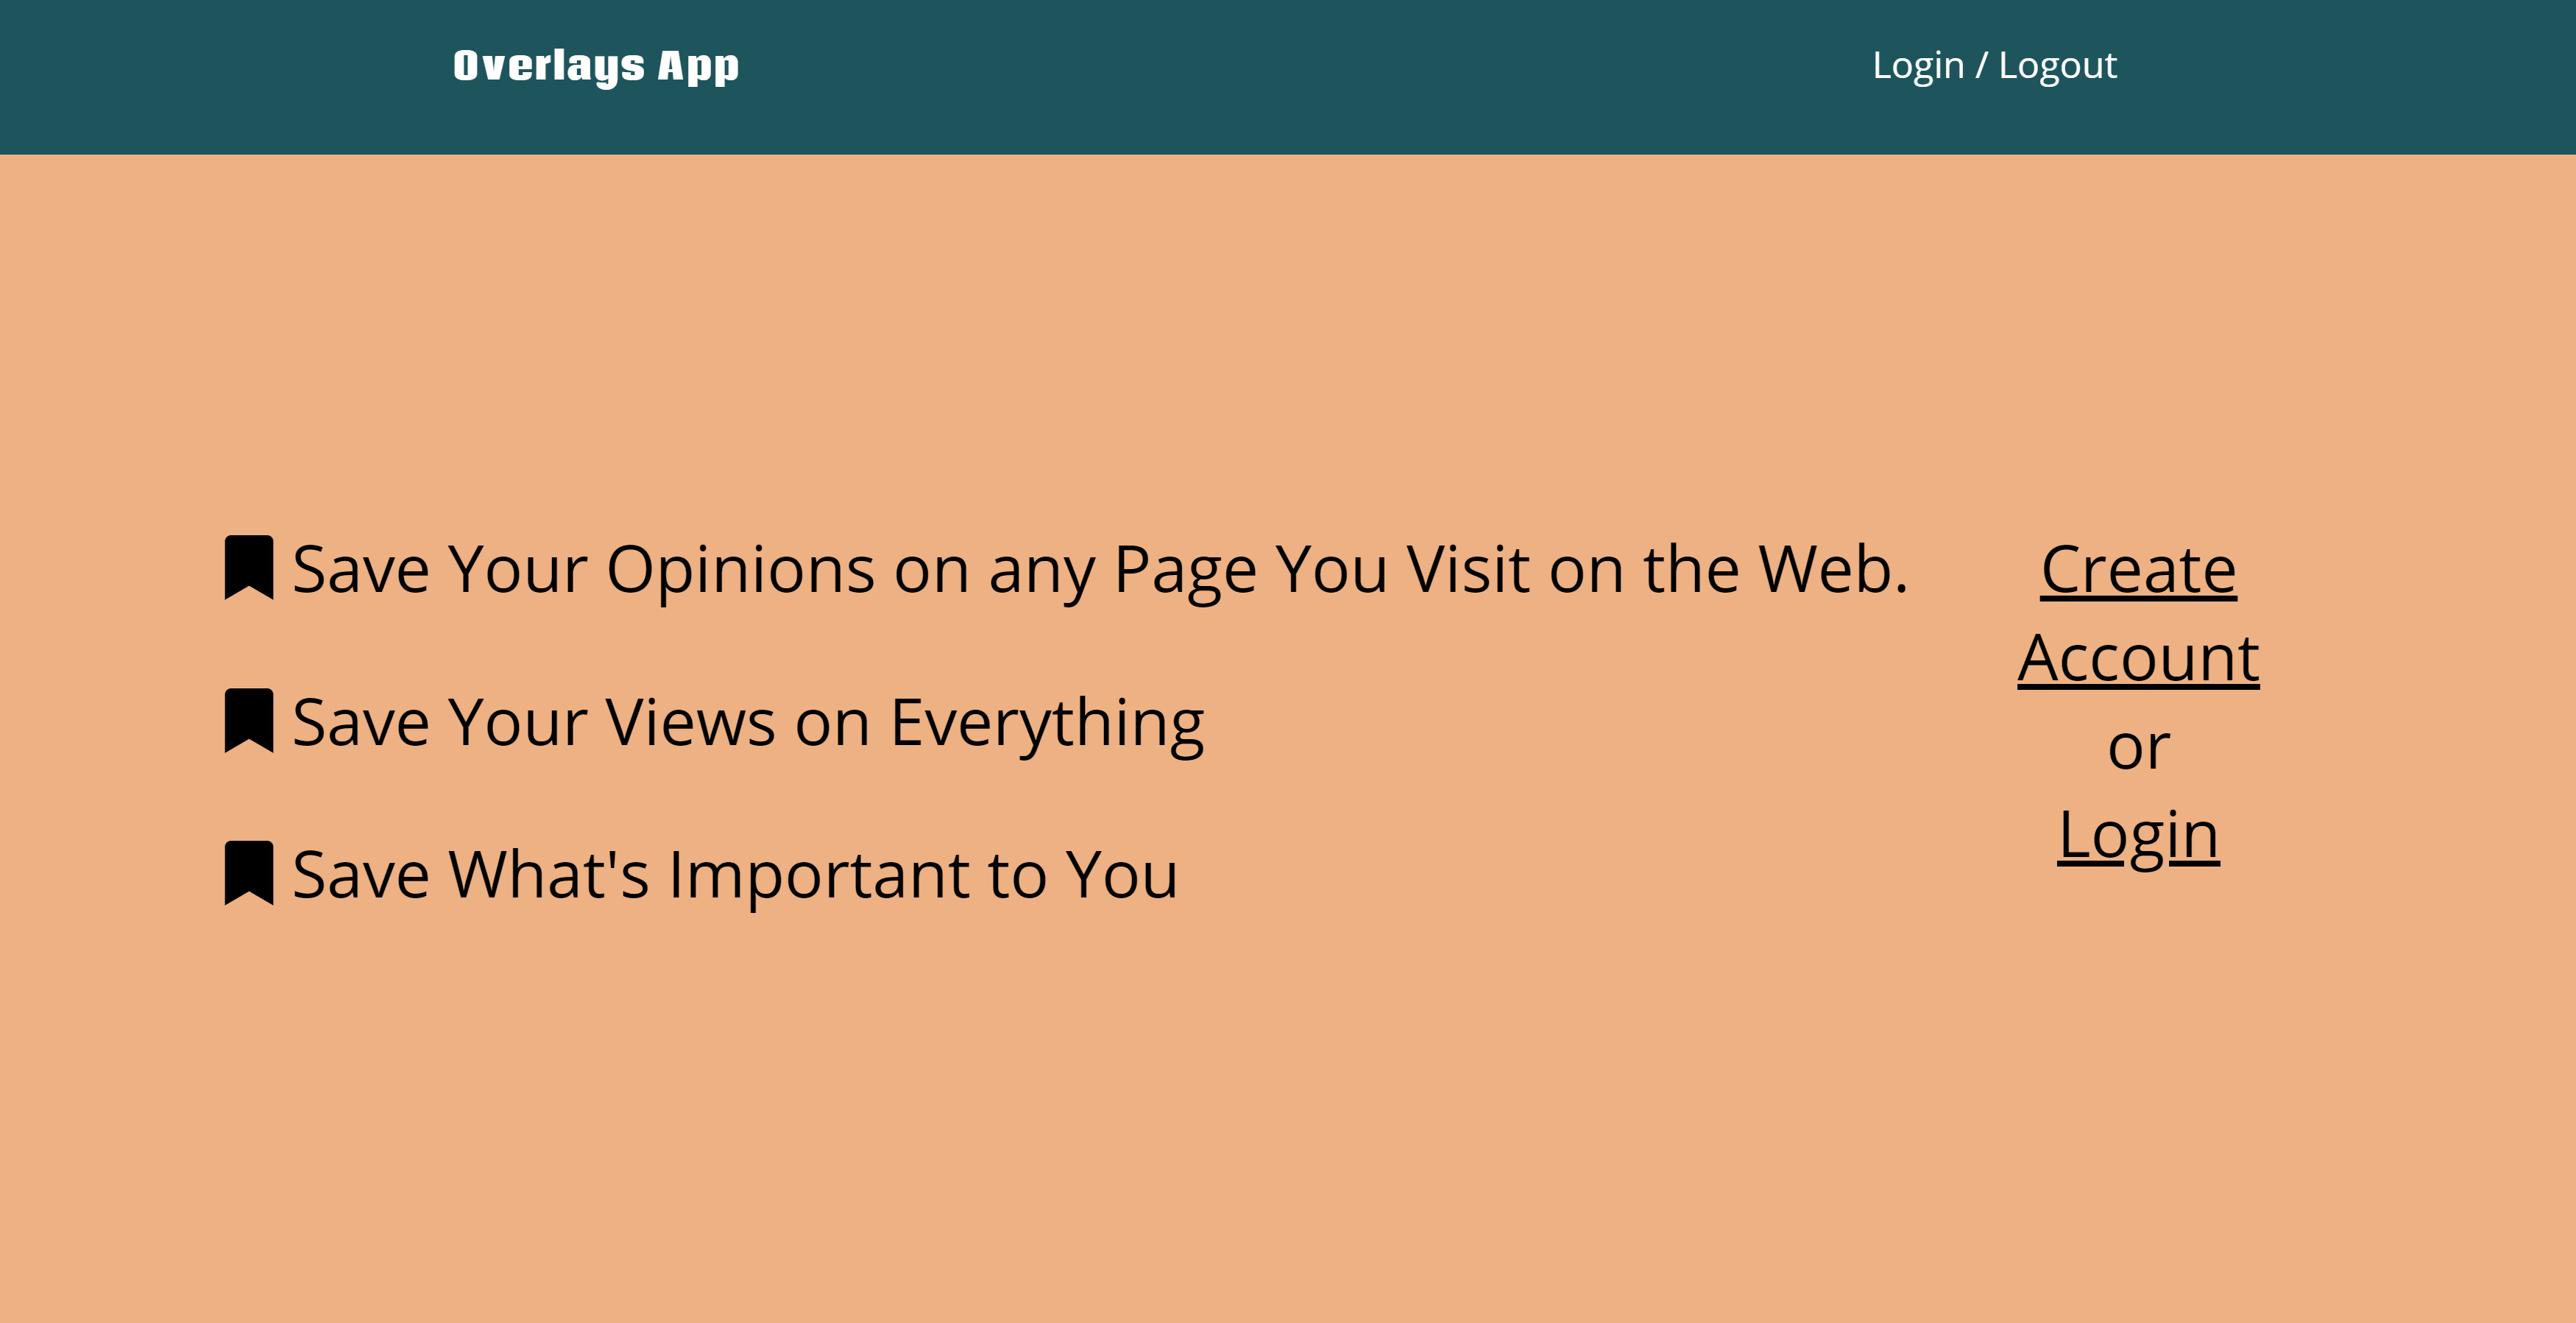 Overlays App
Login / Logout
Save Your Opinions on any Page You Visit on the Web.
Save Your Views on Everything
Save What's Important to You
Create
Account
or
Login